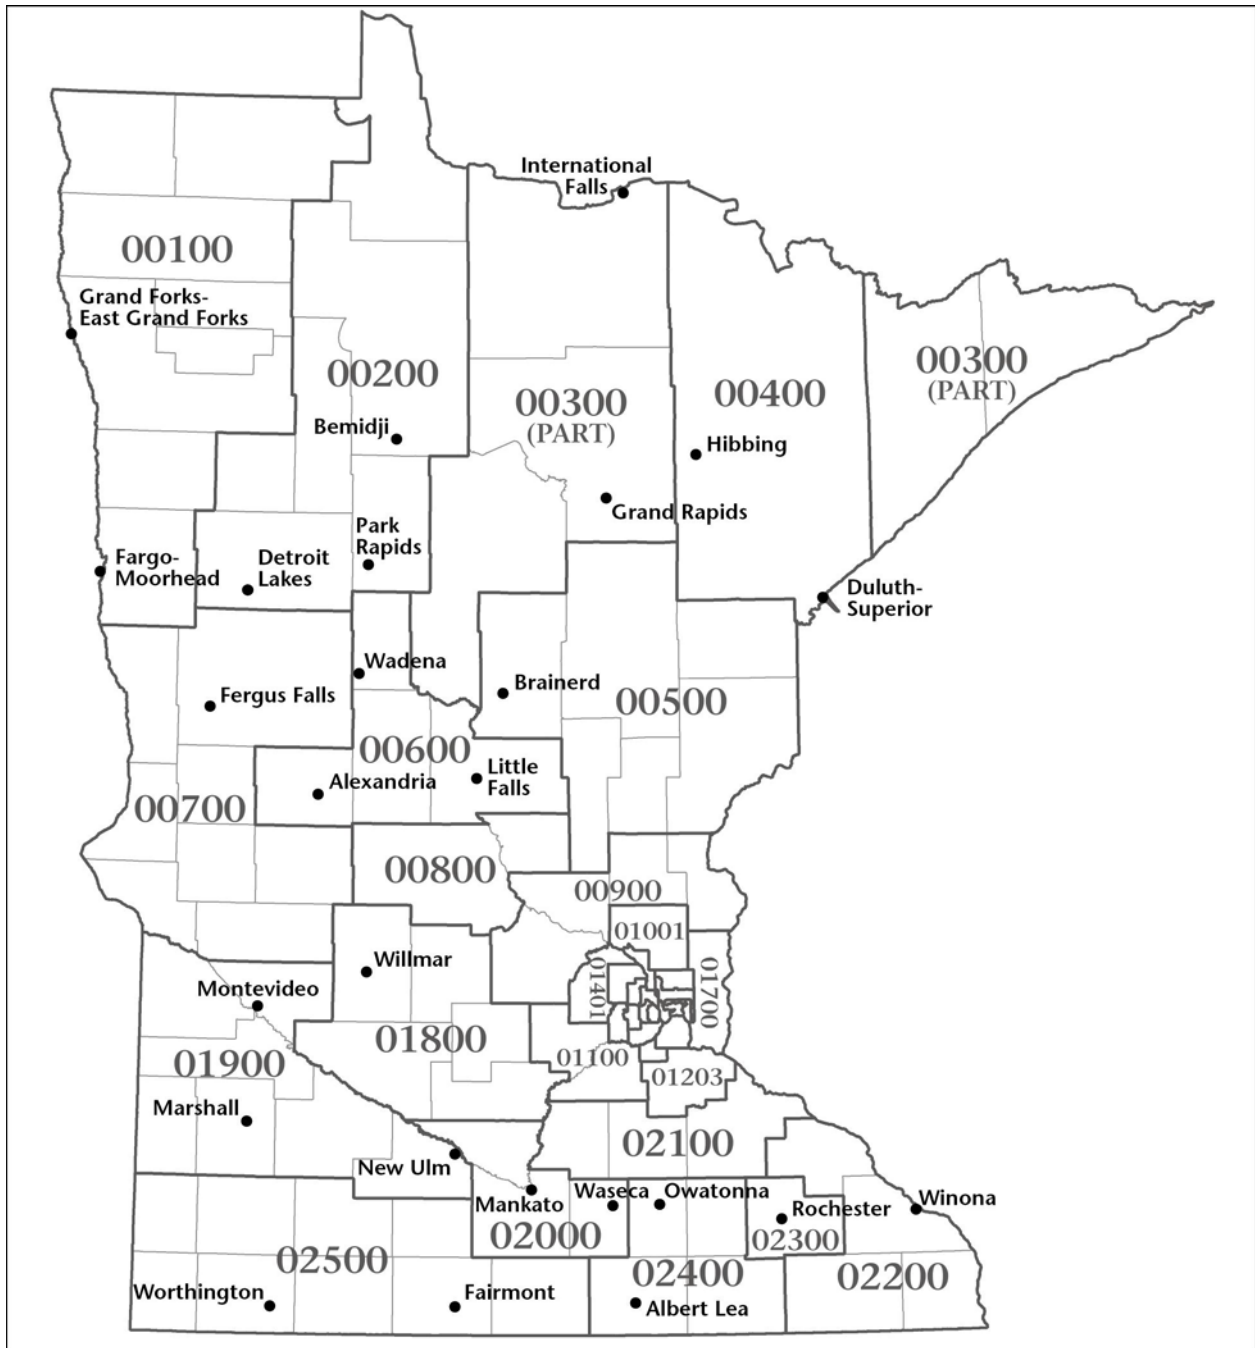 International
Falls
00100
Grand Forks-
East Grand Forks
00200
00300
(PART)
00300
(PART)
00400
Bemidji
Hibbing
Grand Rapids
Park
Rapids
Fargo-
Moorhead
Detroit
Lakes
Duluth-
Superior
Wadena
Fergus Falls
Brainerd
00500
00600
Little
Falls
Alexandria
00700
00800
00900
01001
Willmar
01401
01700
Montevideo
01800
01100
01900
01203
Marshall
02100
New Ulm
Mankato
Waseca
Owatonna
Rochester
Winona
02000
02300
02500
02400
02200
Worthington
Fairmont
Albert Lea